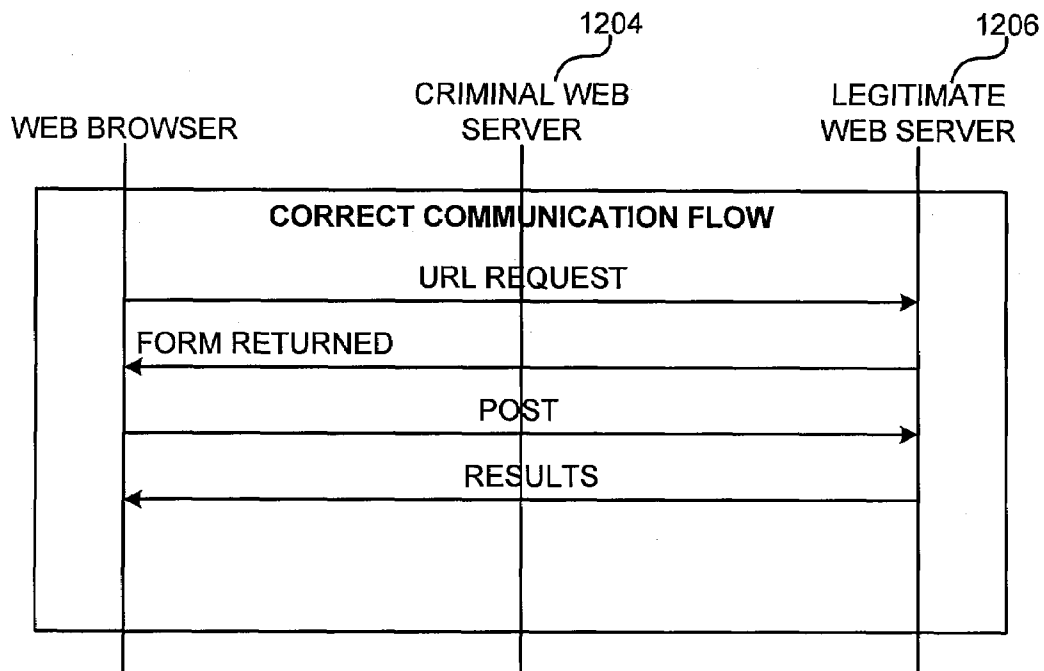 1204
1206
CRIMINAL WEB
SERVER
LEGITIMATE
WEB SERVER
WEB BROWSER
CORRECT COMMUNICATION FLOW
URL REQUEST
FORM RETURNED
POST
RESULTS